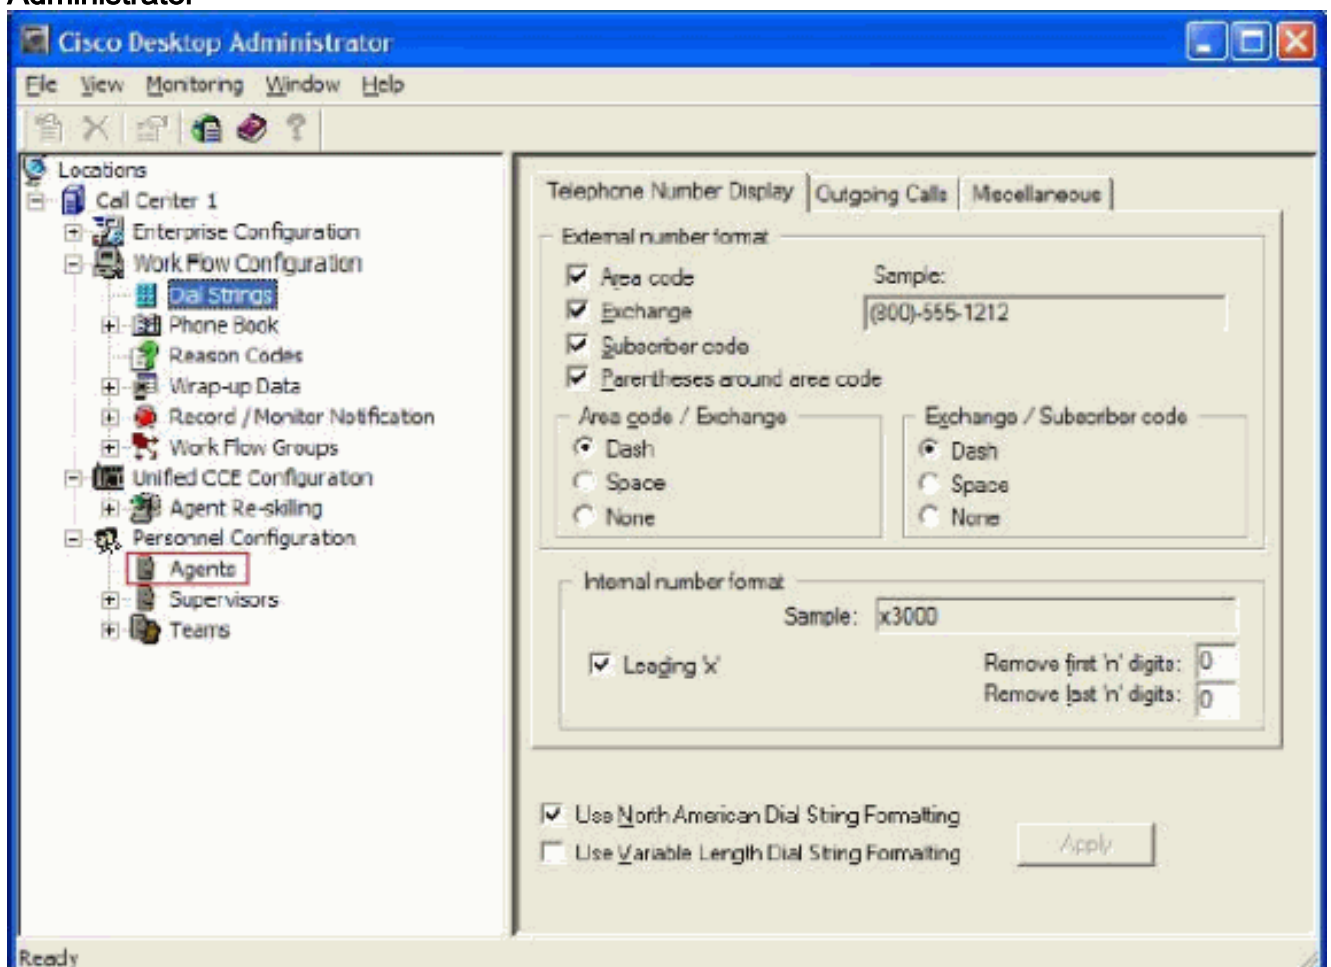 Administrator
Cisco Desktop Administrator
File View Monitoring Window Help
Locations
Call Center 1
Enterprise Configuration
Work Flow Configuration
Dial Strings
Phone Book
Reason Codes
Wrap-up Data
Record / Monitor Notification
Work Flow Groups
Unified CCE Configuration
Agent Re-skilling
Personnel Configuration
Agents
Supervisors
Teams
Telephone Number Display Outgoing Calls Miscellaneous
External number format
Area code Sample:
Exchange (800)-555-1212
Subscriber code
Parentheses around area code
Area code / Exchange Exchange / Subscriber code
Dash Dash
Space Space
None None
Internal number format
Sample: x3000
Leading 'x' Remove first 'n' digits: 0
Remove last 'n' digits: 0
Use North American Dial String Formatting
Use Variable Length Dial String Formatting Apply
Ready